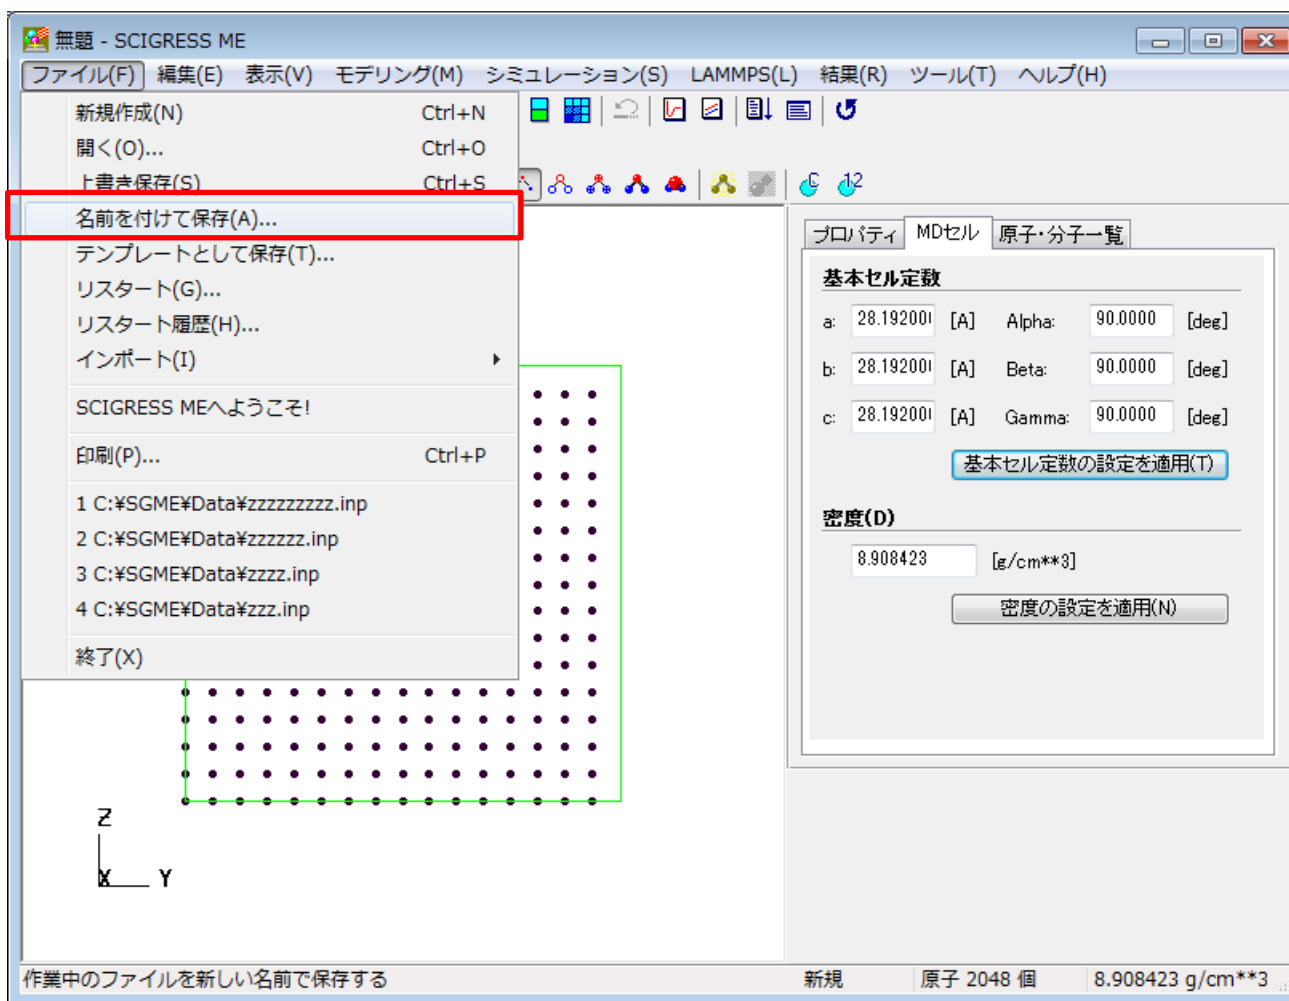 無題 - SCIGRESS ME
ファイル(F) 編集(E) 表示(V) モデリング(M) シミュレーション(S) LAMMPS(L) 結果(R) ツール(T) ヘルプ(H)
新規作成(N) Ctrl+N
開く(O)... Ctrl+O
上書き保存(S) Ctrl+S
名前を付けて保存(A)...
テンプレートとして保存(T)...
リスタート(G)...
リスタート履歴(H)...
インポート(I)
SCIGRESS MEへようこそ!
印刷(P)... Ctrl+P
1 C:¥SGME¥Data¥zzzzzzzzz.inp
2 C:¥SGME¥Data¥zzzzzz.inp
3 C:¥SGME¥Data¥zzzz.inp
4 C:¥SGME¥Data¥zzz.inp
終了(X)
プロパティ MDセル 原子・分子一覧
基本セル定数
a: 28.19200 [A] Alpha: 90.0000 [deg]
b: 28.19200 [A] Beta: 90.0000 [deg]
c: 28.19200 [A] Gamma: 90.0000 [deg]
基本セル定数の設定を適用(T)
密度(D)
8.908423 [g/cm**3]
密度の設定を適用(N)
Z
X Y
作業中のファイルを新しい名前で保存する 新規 原子 2048 個 8.908423 g/cm**3